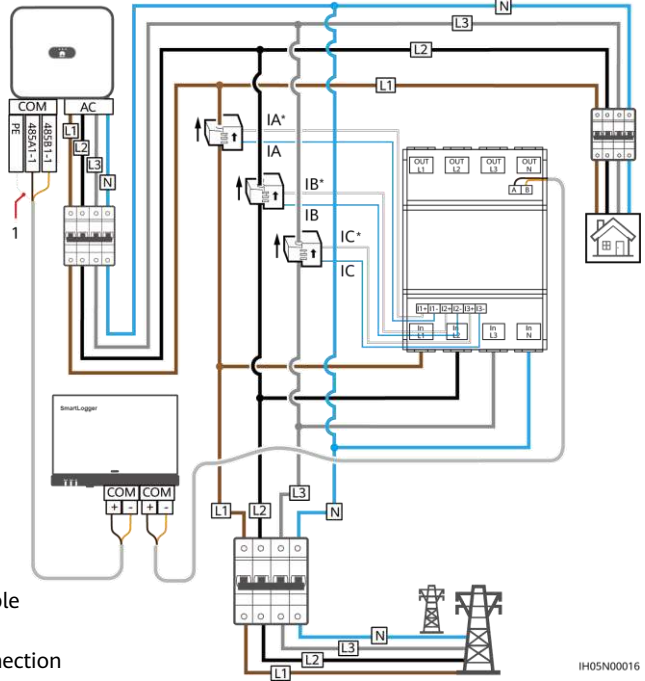 N
L3
L2
L1
COM AC
PE 485A1-1 485B1-1
L1
L2
L3
N
1
IA*
IA
IB*
IB
IC*
IC
OUT L1 OUT L2 OUT L3 OUT N
A B
I1+ I1- I2+ I2- I3+ I3-
In L1 In L2 In L3 In N
SmartLogger
COM COM
+ - + -
L3
L1 L2 N
N
L3
L2
L1
IH05N00016